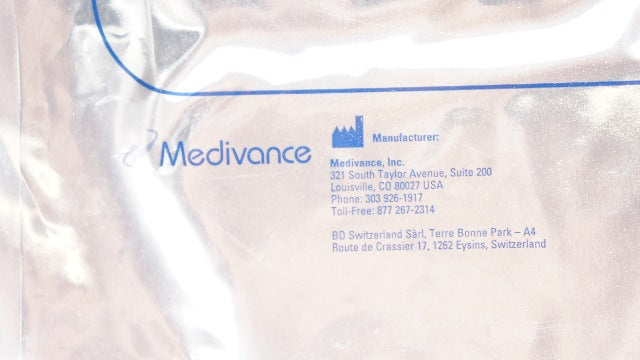 Medivance
Manufacturer:
Medivance, Inc.
321 South Taylor Avenue, Suite 200
Louisville, CO 80027 USA
Phone: 303 926-1917
Toll-Free: 877 267-2314
BD Switzerland Sàrl, Terre Bonne Park – A4
Route de Crassier 17, 1262 Eysins, Switzerland